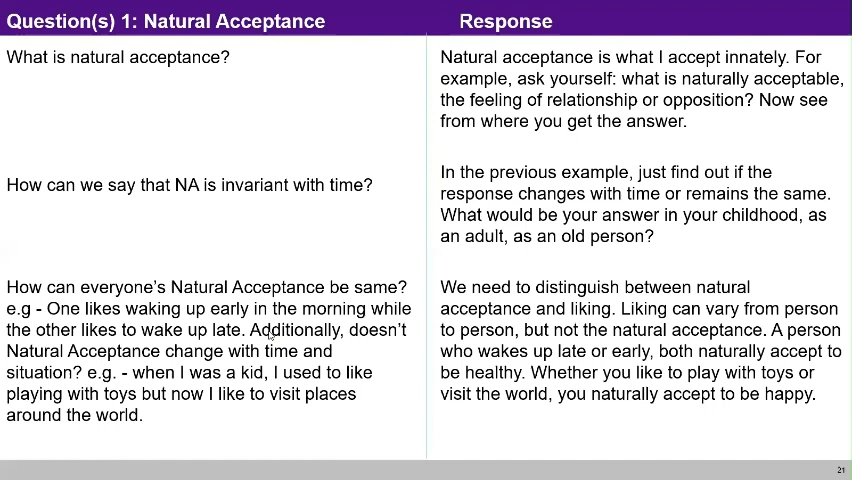 Question(s) 1: Natural Acceptance
Response
What is natural acceptance?
Natural acceptance is what I accept innately. For
example, ask yourself: what is naturally acceptable,
the feeling of relationship or opposition? Now see
from where you get the answer.
How can we say that NA is invariant with time?
In the previous example, just find out if the
response changes with time or remains the same.
What would be your answer in your childhood, as
an adult, as an old person?
How can everyone's Natural Acceptance be same?
e.g - One likes waking up early in the morning while
the other likes to wake up late. Additionally, doesn't
Natural Acceptance change with time and
situation? e.g. - when I was a kid, I used to like
playing with toys but now I like to visit places
around the world.
We need to distinguish between natural
acceptance and liking. Liking can vary from person
to person, but not the natural acceptance. A person
who wakes up late or early, both naturally accept to
be healthy. Whether you like to play with toys or
visit the world, you naturally accept to be happy.
21